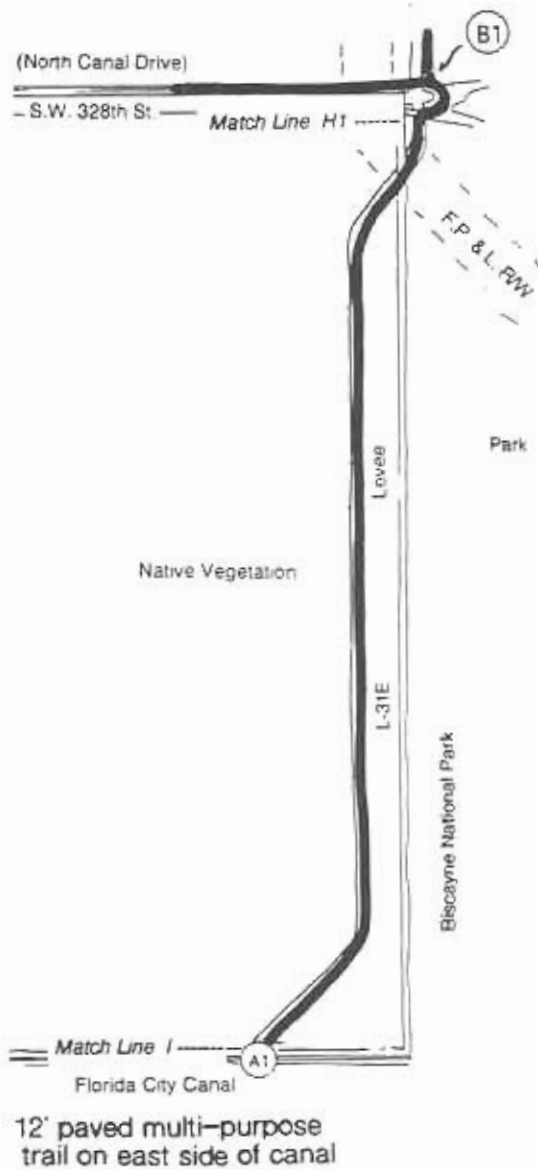 B1
(North Canal Drive)
S.W. 328th St.
Match Line H1
F.P. & L. R/W
Park
Lovee
Native Vegetation
L-31E
Biscayne National Park
Match Line I
A1
Florida City Canal
12' paved multi-purpose
trail on east side of canal